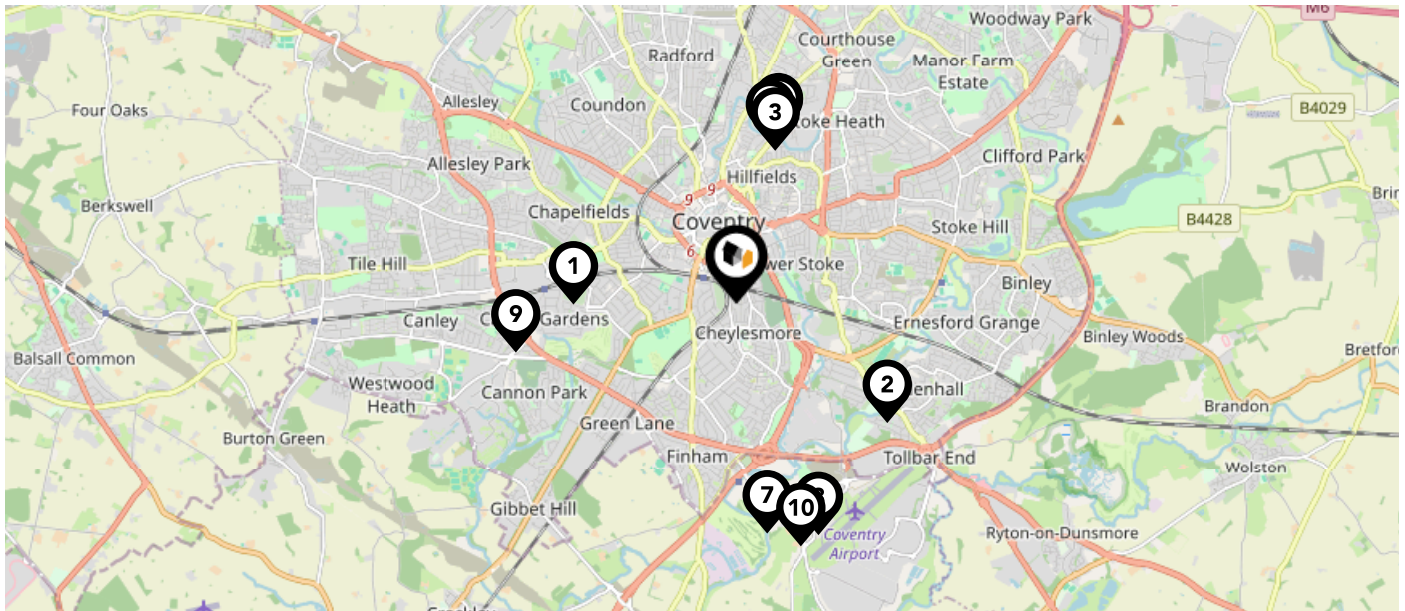 M6
Woodway Park
Courthouse
Green
Radford
Manor Farm
Estate
Four Oaks
Allesley
Coundon
3
toke Heath
B4029
Allesley Park
Clifford Park
Hillfields
9
9
Berkswell
Chapelfields
Coventry
B4428
Stoke Hill
6
Tile Hill
1
wer Stoke
Binley
9
Canley
C
Gardens
Cheylesmore
Ernesford Grange
Binley Woods
Balsall Common
Bretfor
Westwood
Heath
Cannon Park
2
enhall
Brandon
Green Lane
Burton Green
Finham
Tollbar End
Wolston
7
10
Gibbet Hill
Coventry
Airport
Ryton-on-Dunsmore